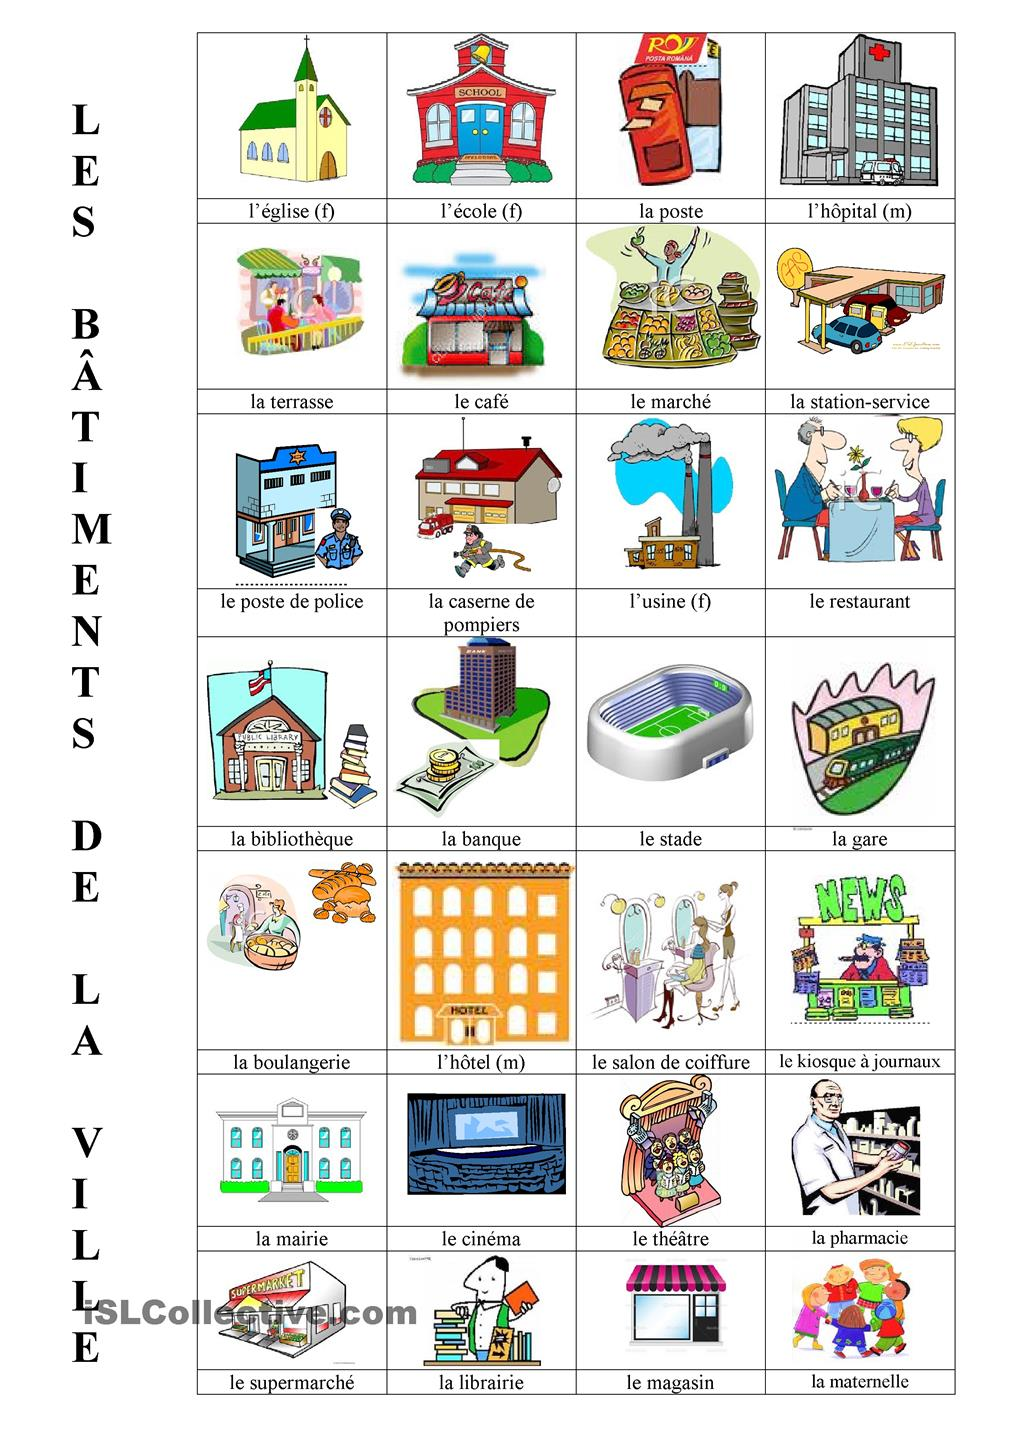 LES BÂTIMENTS DE LA VILLE
SCHOOL
WELCOME
POSTA ROMÂNĂ
l'église (f)
l'école (f)
la poste
l'hôpital (m)
Café
GAS
la terrasse
le café
le marché
la station-service
le poste de police
la caserne de
pompiers
l'usine (f)
le restaurant
PUBLIC LIBRARY
BANK
la bibliothèque
la banque
le stade
la gare
HOTEL
NEWS
la boulangerie
l'hôtel (m)
le salon de coiffure
le kiosque à journaux
la mairie
le cinéma
le théâtre
la pharmacie
SUPERMARKET
iSLCollective.com
le supermarché
la librairie
le magasin
la maternelle